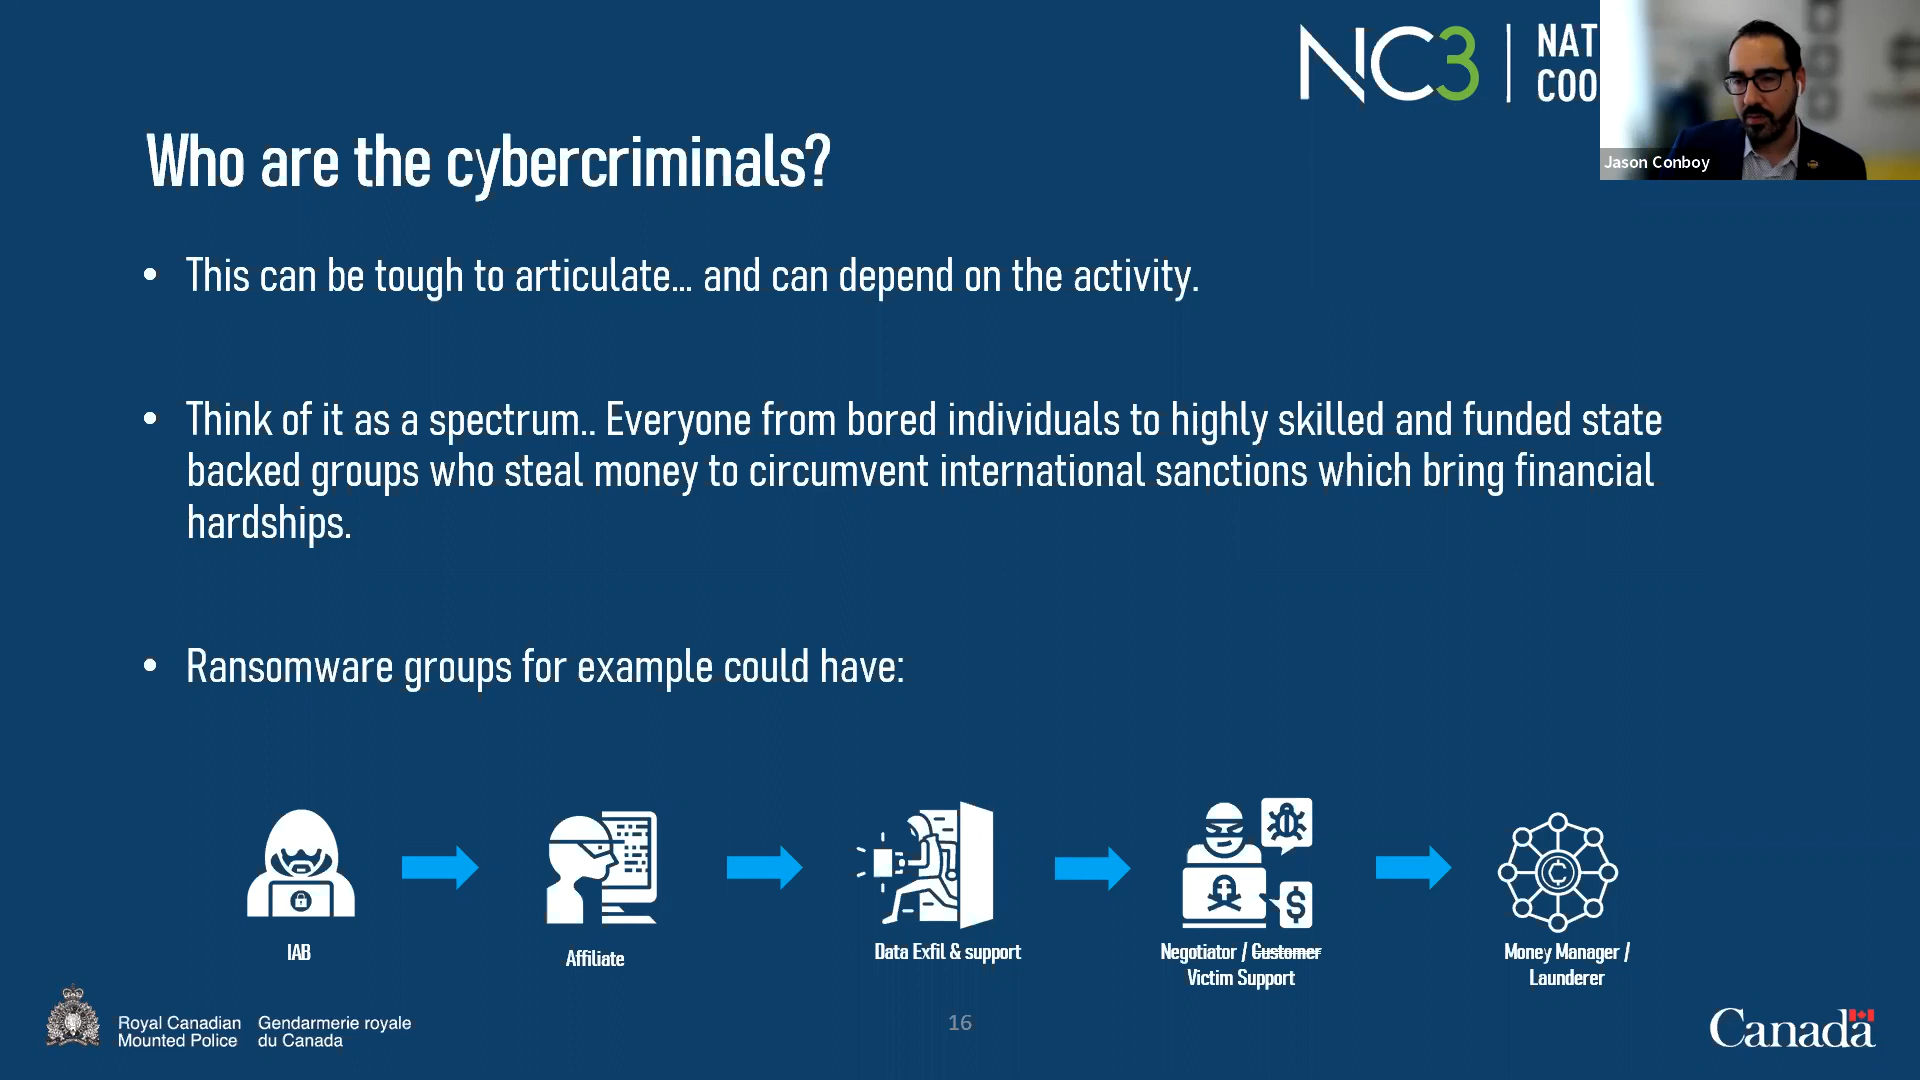 NC3
NAT
COO
Jason Conboy
Who are the cybercriminals?
• This can be tough to articulate... and can depend on the activity.
• Think of it as a spectrum.. Everyone from bored individuals to highly skilled and funded state
backed groups who steal money to circumvent international sanctions which bring financial
hardships.
• Ransomware groups for example could have:
IAB
Affiliate
Data Exfil & support
Negotiator / Customer
Victim Support
Money Manager /
Launderer
Royal Canadian
Mounted Police
Gendarmerie royale
du Canada
16
Canada